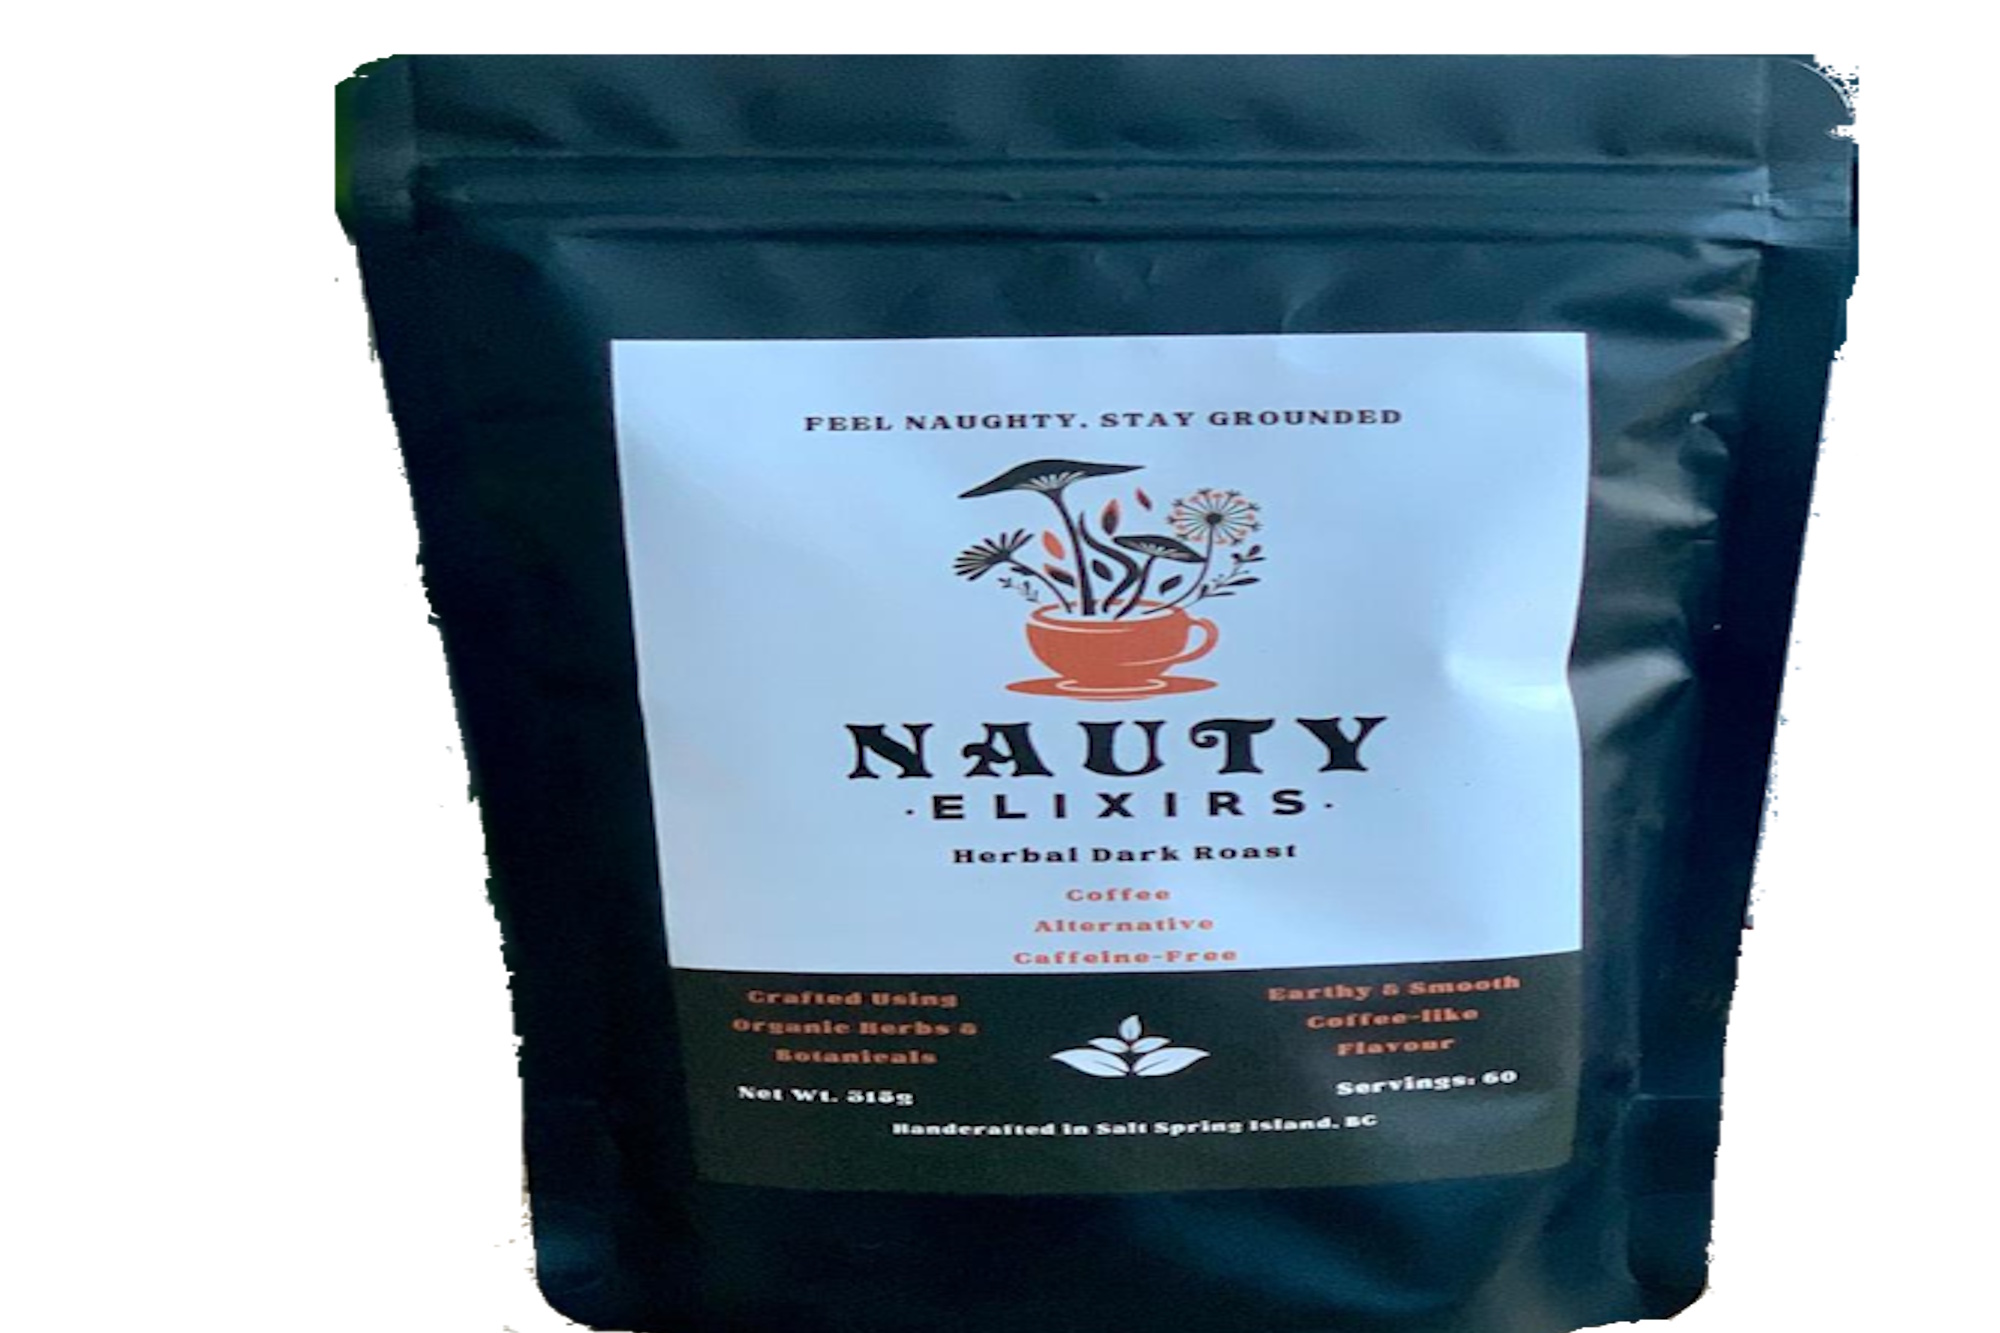 FEEL NAUGHTY. STAY GROUNDED
NAUTY
·ELIXIRS·
Herbal Dark Roast
Coffee
Alternative
Caffeine-Free
Crafted Using
Organic Herbs &
Botanicals
Net Wt. 315g
Earthy & Smooth
Coffee-like
Flavour
Servings: 60
Handcrafted in Salt Spring Island, BC